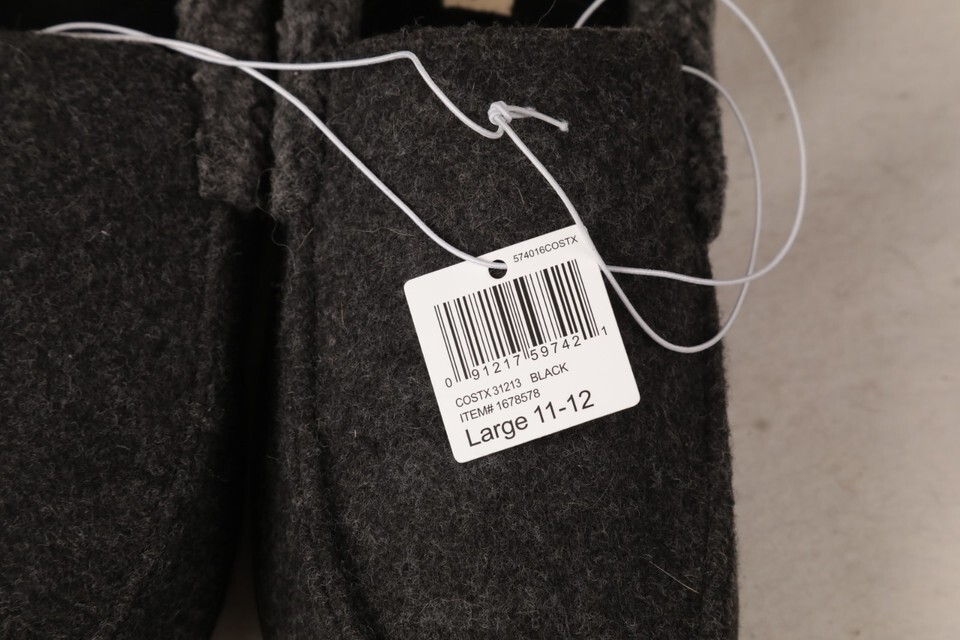 574016COSTX
0 91217 59742 1
COSTX 31213 BLACK
ITEM# 1678578
Large 11-12